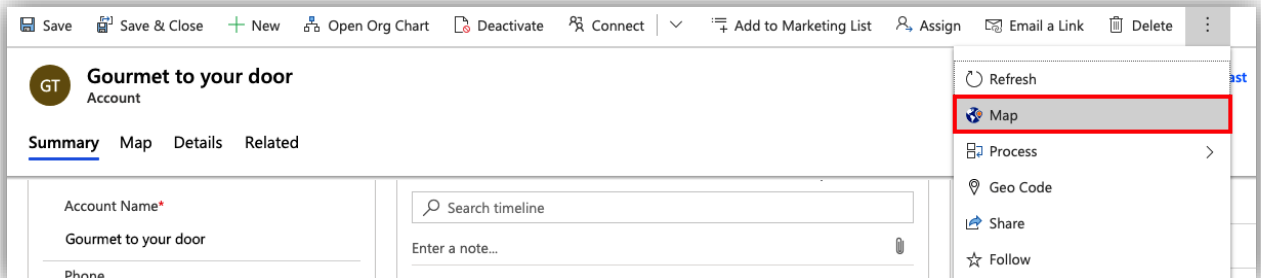 Save Save & Close New Open Org Chart Deactivate Connect Add to Marketing List Assign Email a Link Delete
GT
Gourmet to your door
Account
Summary Map Details Related
Refresh
ast
Map
Process
Geo Code
Share
Follow
Account Name*
Gourmet to your door
Phone
Search timeline
Enter a note...